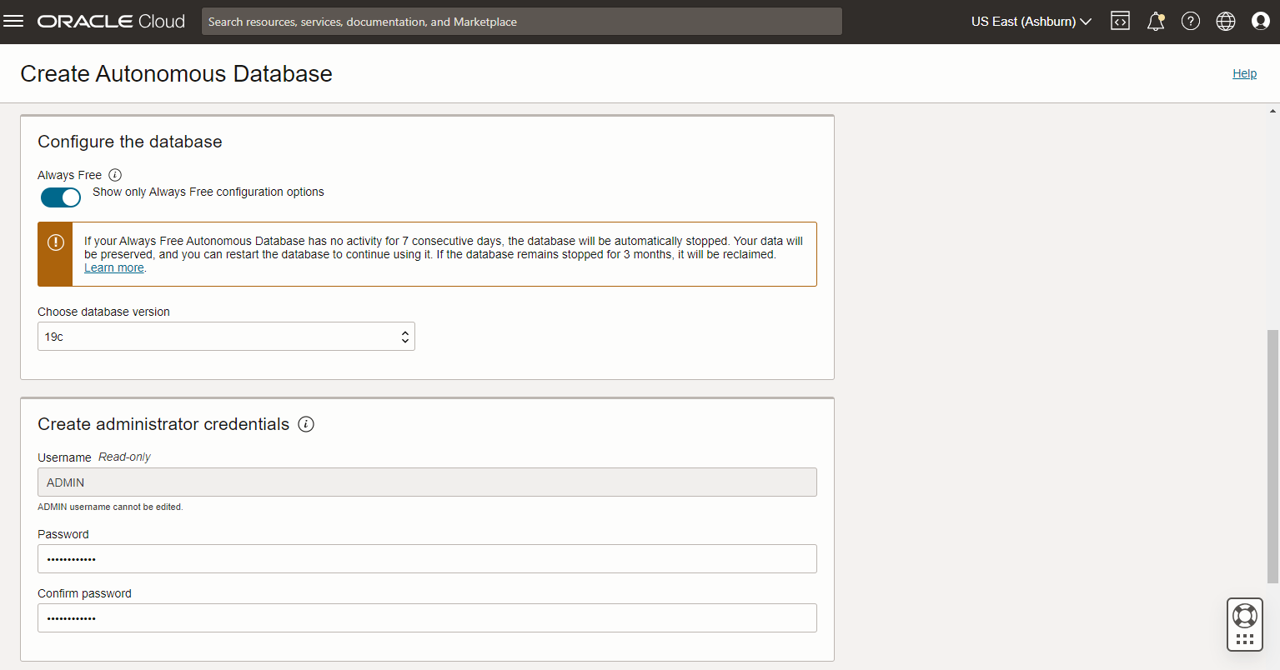 ORACLE Cloud
Search resources, services, documentation, and Marketplace
US East (Ashburn)
Create Autonomous Database
Help
Configure the database
Always Free
Show only Always Free configuration options
If your Always Free Autonomous Database has no activity for 7 consecutive days, the database will be automatically stopped. Your data will
be preserved, and you can restart the database to continue using it. If the database remains stopped for 3 months, it will be reclaimed.
Learn more.
Choose database version
19c
Create administrator credentials
Username Read-only
ADMIN
ADMIN username cannot be edited.
Password
••••••••••••
Confirm password
••••••••••••